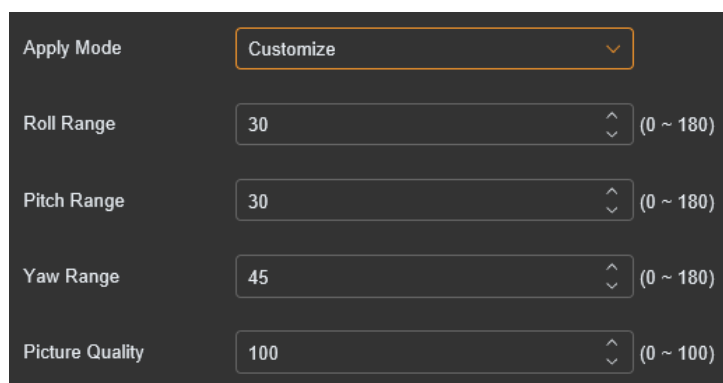 Apply Mode Customize
Roll Range 30 (0 ~ 180)
Pitch Range 30 (0 ~ 180)
Yaw Range 45 (0 ~ 180)
Picture Quality 100 (0 ~ 100)